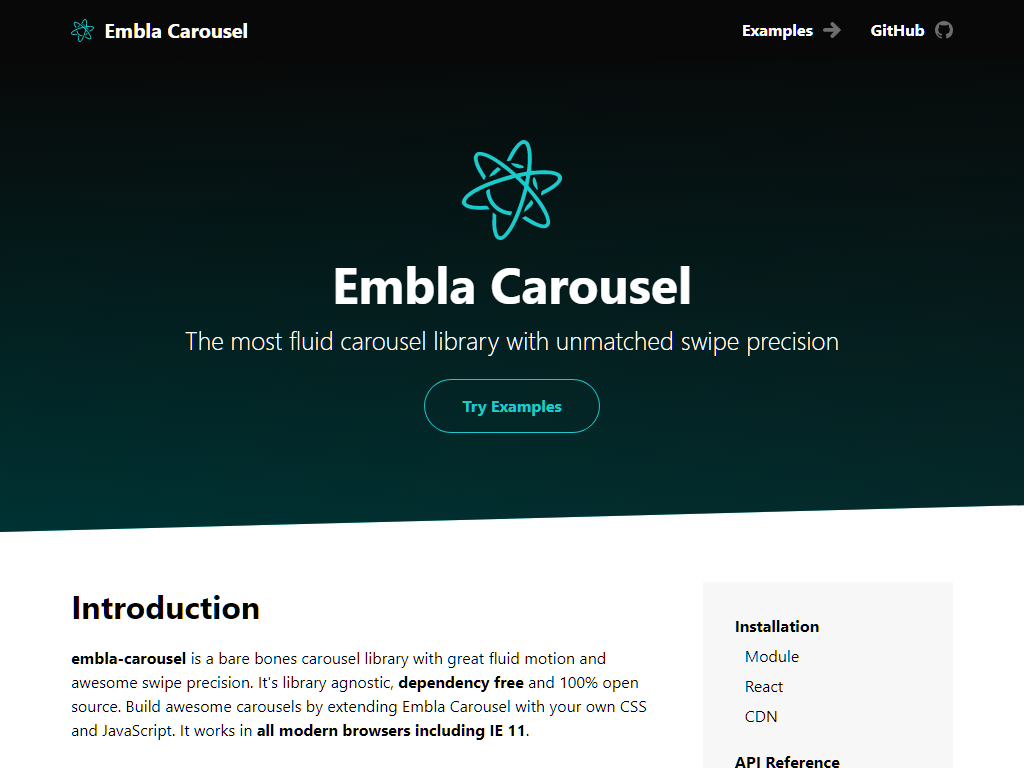 Embla Carousel
Examples
GitHub
Embla Carousel
The most fluid carousel library with unmatched swipe precision
Try Examples
Introduction
embla-carousel is a bare bones carousel library with great fluid motion and
awesome swipe precision. It's library agnostic, dependency free and 100% open
source. Build awesome carousels by extending Embla Carousel with your own CSS
and JavaScript. It works in all modern browsers including IE 11.
Installation
Module
React
CDN
API Reference